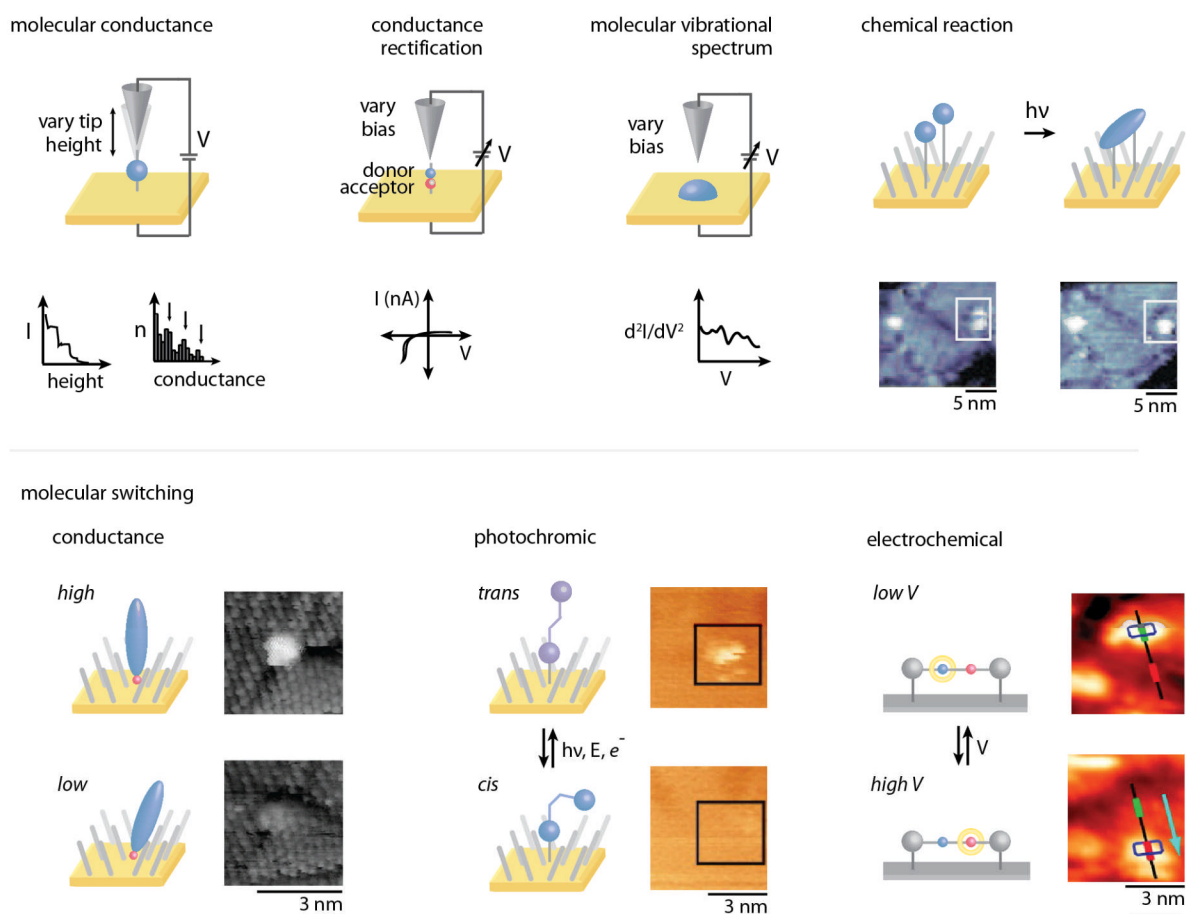 molecular conductance
vary tip
height
V
I
height
n
conductance
conductance
rectification
vary
bias
donor
acceptor
V
I (nA)
V
molecular vibrational
spectrum
vary
bias
V
d²I/dV²
V
chemical reaction
hν
5 nm
5 nm
molecular switching
conductance
high
low
3 nm
photochromic
trans
hν, E, e⁻
cis
electrochemical
low V
V
high V
3 nm